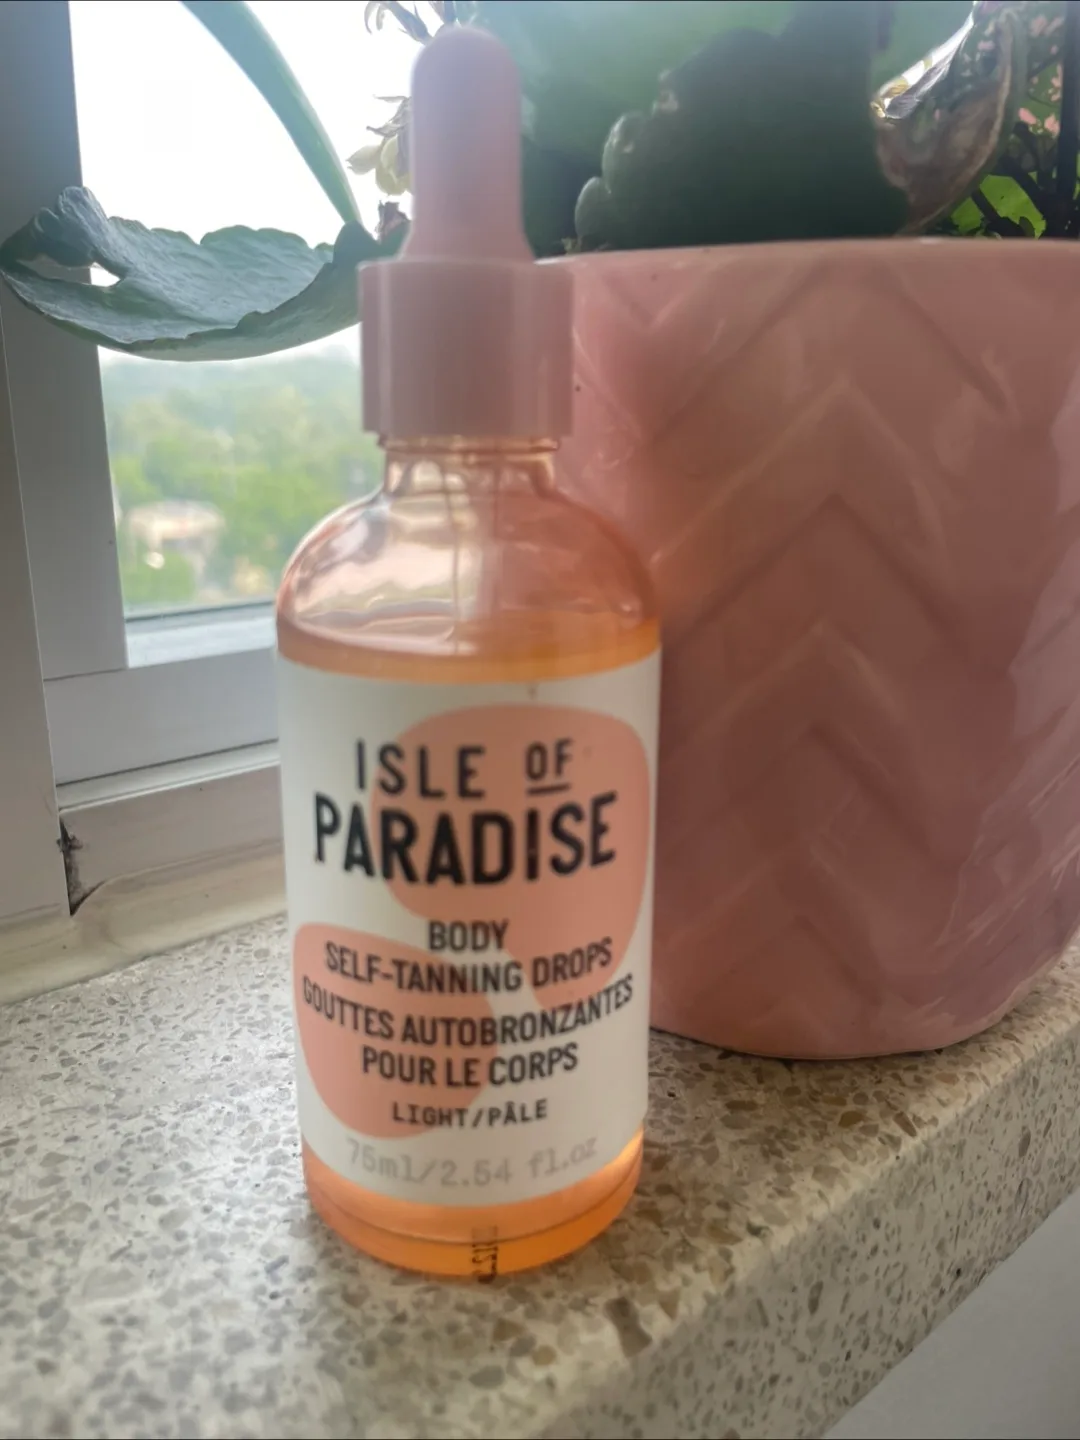 ISLE OF
PARADISE
BODY
SELF-TANNING DROPS
GOUTTES AUTOBRONZANTES
POUR LE CORPS
LIGHT/PÂLE
75ml/2.54 fl.oz